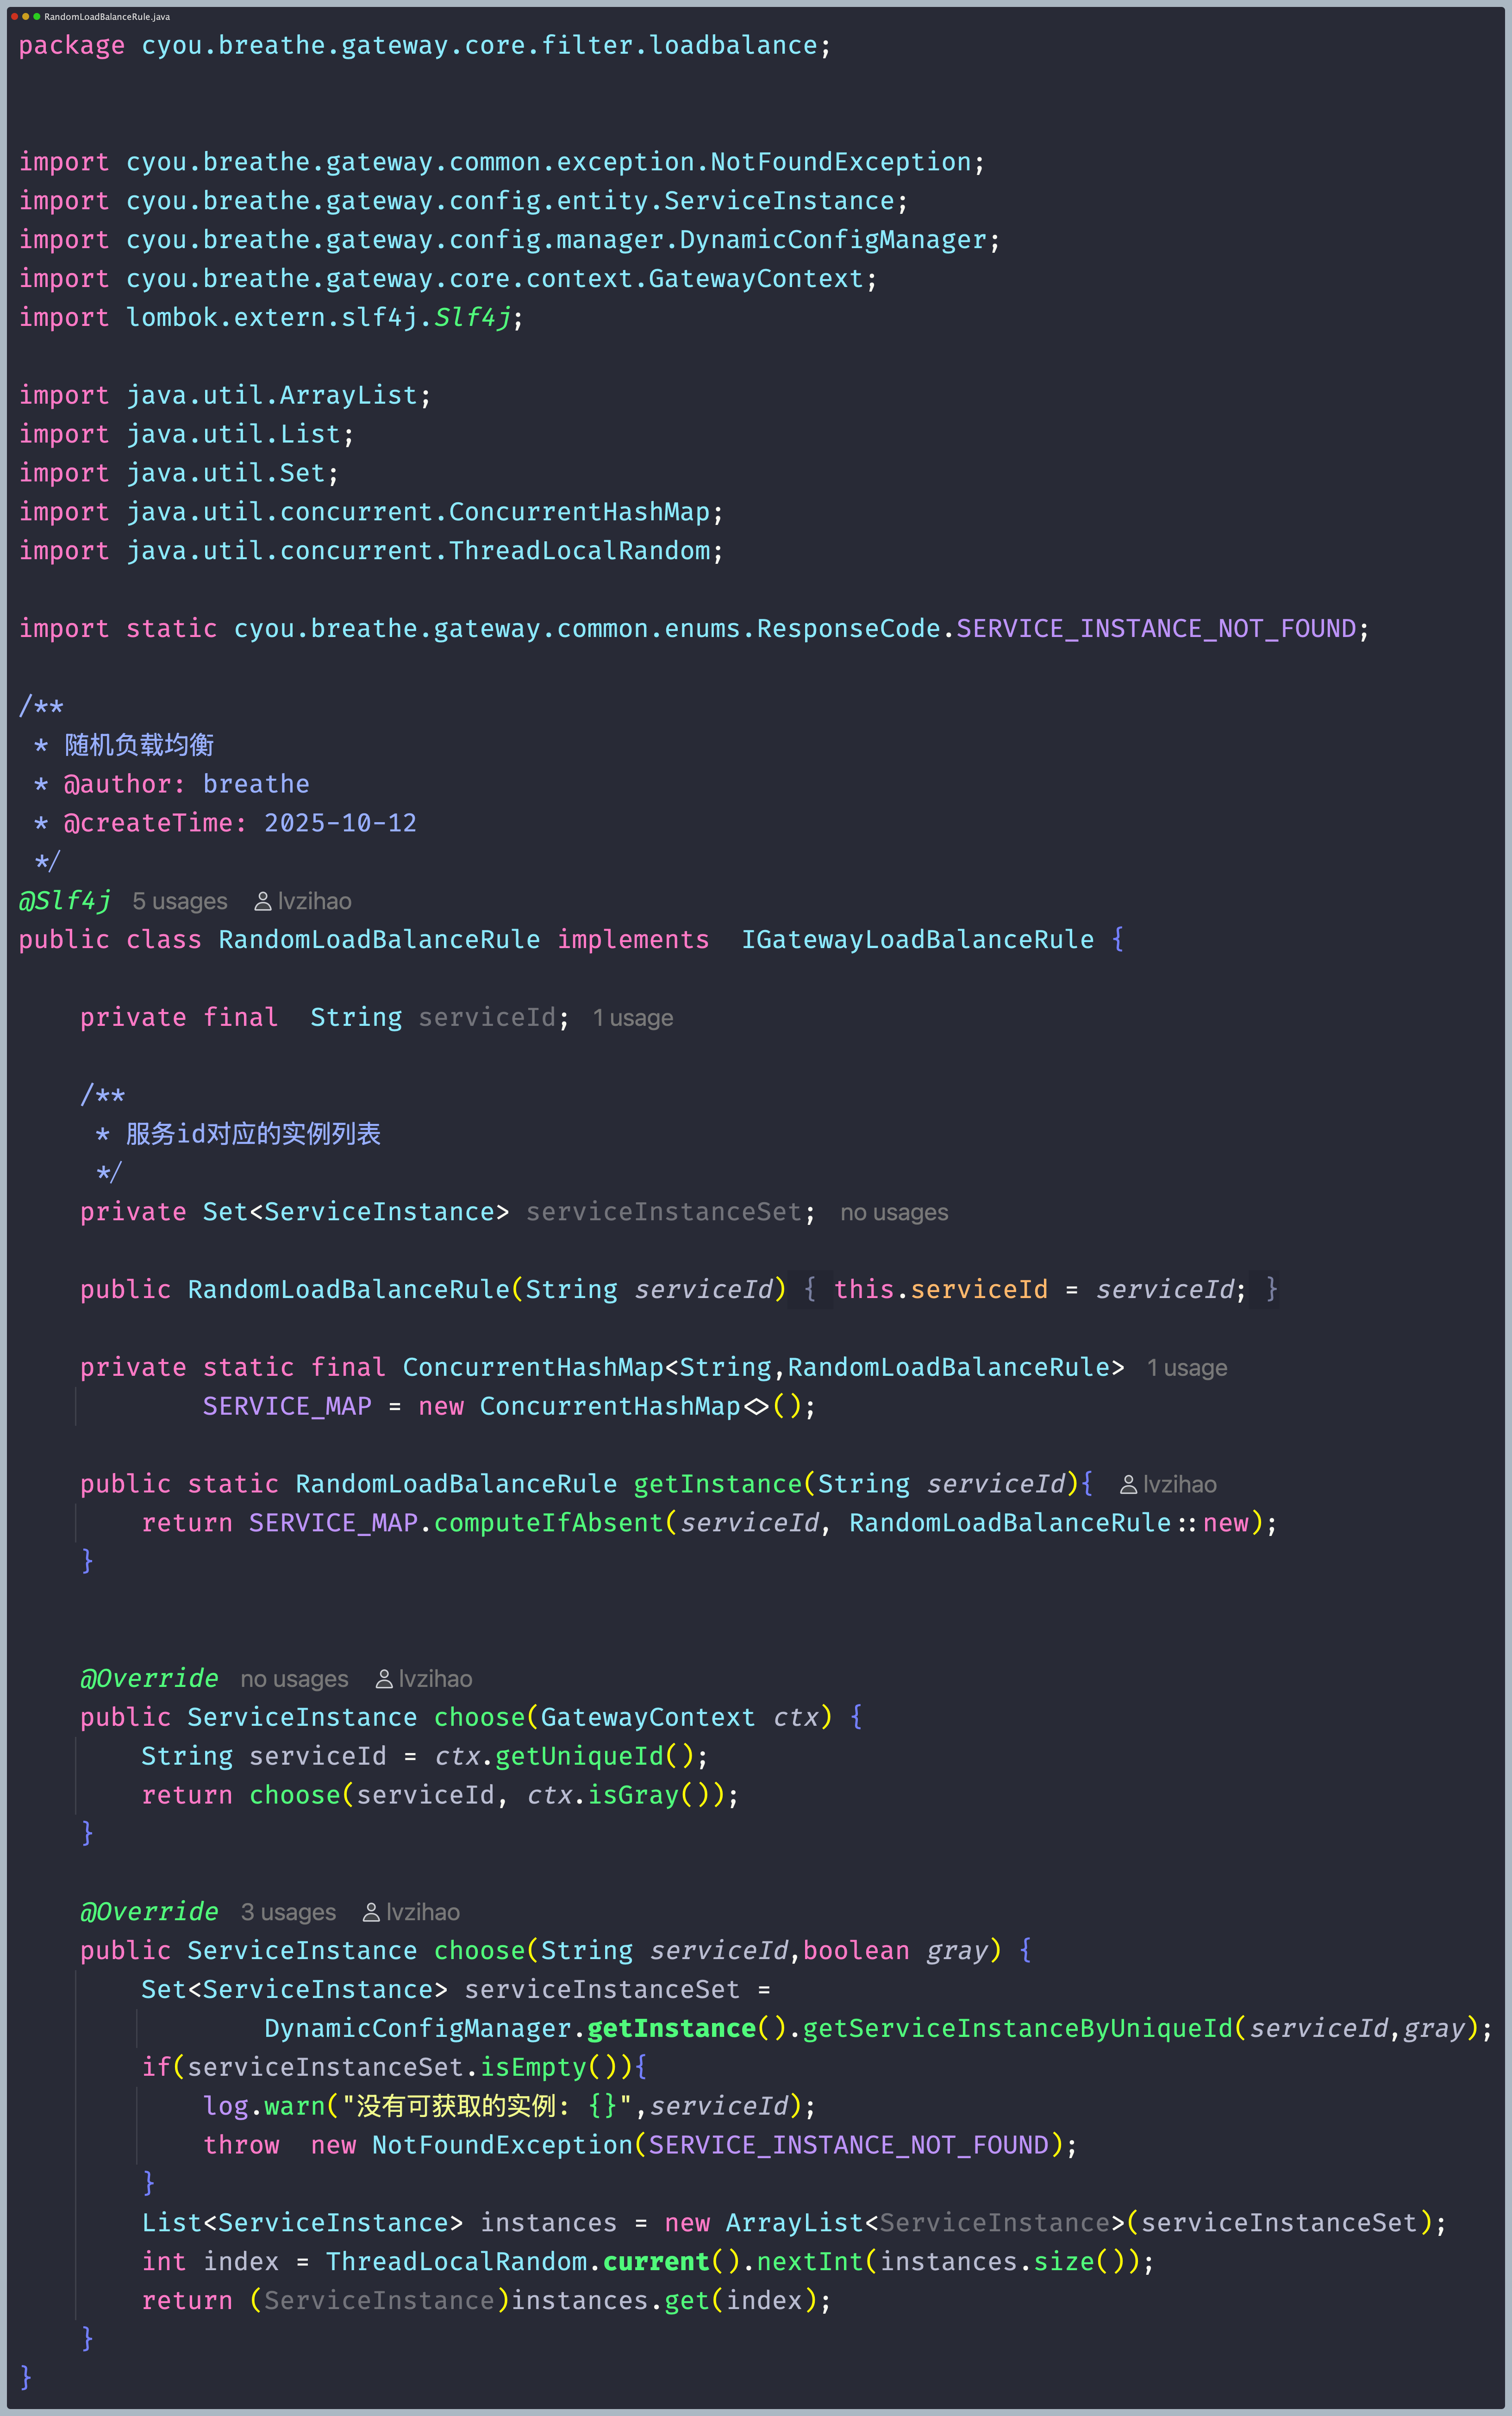 RandomLoadBalanceRule.java
package cyou.breathe.gateway.core.filter.loadbalance;
import cyou.breathe.gateway.common.exception.NotFoundException;
import cyou.breathe.gateway.config.entity.ServiceInstance;
import cyou.breathe.gateway.config.manager.DynamicConfigManager;
import cyou.breathe.gateway.core.context.GatewayContext;
import lombok.extern.slf4j.Slf4j;
import java.util.ArrayList;
import java.util.List;
import java.util.Set;
import java.util.concurrent.ConcurrentHashMap;
import java.util.concurrent.ThreadLocalRandom;
import static cyou.breathe.gateway.common.enums.ResponseCode.SERVICE_INSTANCE_NOT_FOUND;
/**
 * 随机负载均衡
 * @author: breathe
 * @createTime: 2025-10-12
 */
@Slf4j 5 usages lvzihao
public class RandomLoadBalanceRule implements  IGatewayLoadBalanceRule {
    private final  String serviceId; 1 usage
    /**
     * 服务id对应的实例列表
     */
    private Set<ServiceInstance> serviceInstanceSet; no usages
    public RandomLoadBalanceRule(String serviceId) { this.serviceId = serviceId; }
    private static final ConcurrentHashMap<String,RandomLoadBalanceRule> 1 usage
            SERVICE_MAP = new ConcurrentHashMap<>();
    public static RandomLoadBalanceRule getInstance(String serviceId){ lvzihao
        return SERVICE_MAP.computeIfAbsent(serviceId, RandomLoadBalanceRule::new);
    }
    @Override no usages lvzihao
    public ServiceInstance choose(GatewayContext ctx) {
        String serviceId = ctx.getUniqueId();
        return choose(serviceId, ctx.isGray());
    }
    @Override 3 usages lvzihao
    public ServiceInstance choose(String serviceId,boolean gray) {
        Set<ServiceInstance> serviceInstanceSet =
                DynamicConfigManager.getInstance().getServiceInstanceByUniqueId(serviceId,gray);
        if(serviceInstanceSet.isEmpty()){
            log.warn("没有可获取的实例: {}",serviceId);
            throw  new NotFoundException(SERVICE_INSTANCE_NOT_FOUND);
        }
        List<ServiceInstance> instances = new ArrayList<ServiceInstance>(serviceInstanceSet);
        int index = ThreadLocalRandom.current().nextInt(instances.size());
        return (ServiceInstance)instances.get(index);
    }
}